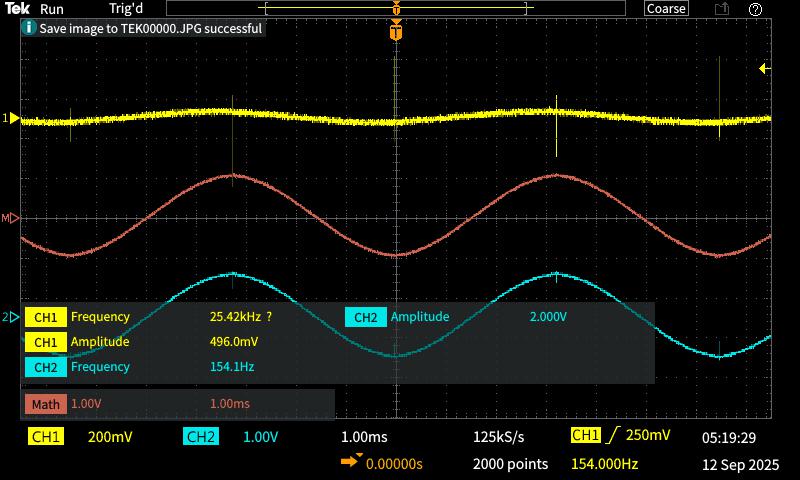 Tek Run Trig'd T Coarse
i Save image to TEK00000.JPG successful
T
1
M
2
CH1 Frequency 25.42kHz ? CH2 Amplitude 2.000V
CH1 Amplitude 496.0mV
CH2 Frequency 154.1Hz
Math 1.00V 1.00ms
CH1 200mV CH2 1.00V 1.00ms 125kS/s CH1 250mV 05:19:29
0.00000s 2000 points 154.000Hz 12 Sep 2025